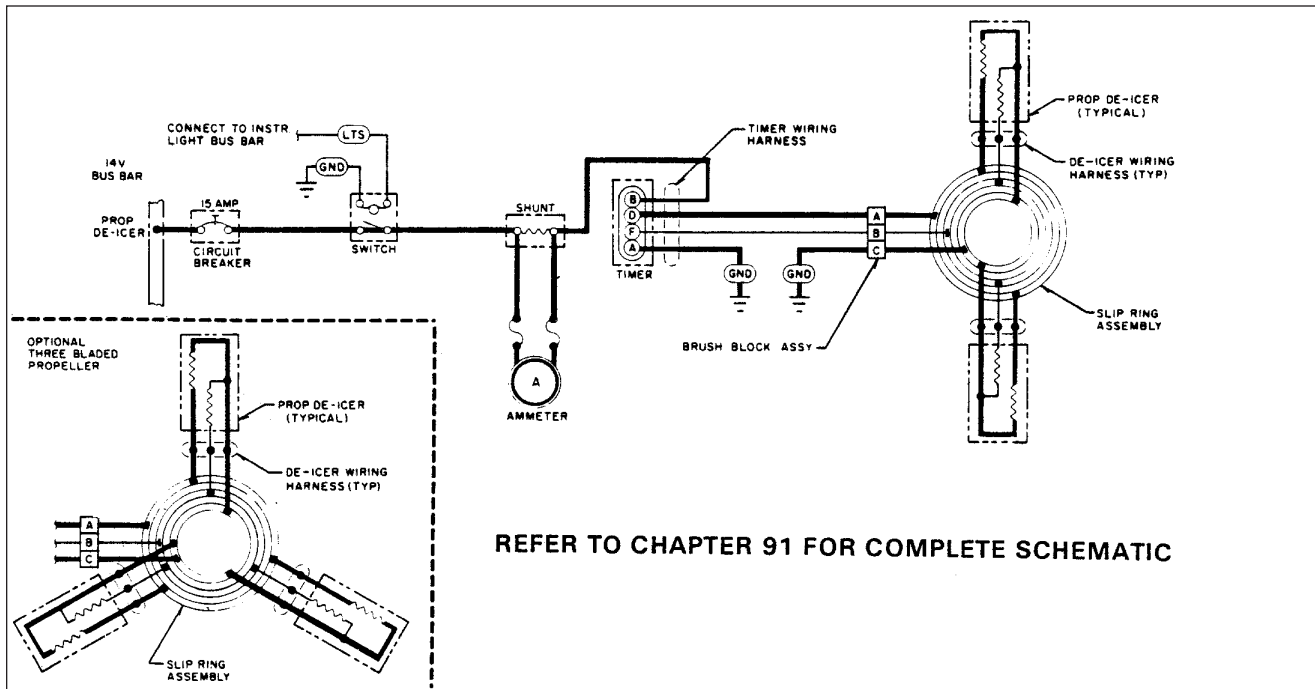 CONNECT TO INSTR.
LIGHT BUS BAR
LTS
GND
14V
BUS BAR
PROP
DE-ICER
15 AMP
CIRCUIT
BREAKER
SWITCH
SHUNT
A
AMMETER
TIMER WIRING
HARNESS
B
D
F
A
TIMER
GND
GND
A
B
C
BRUSH BLOCK ASSY
PROP DE-ICER
(TYPICAL)
DE-ICER WIRING
HARNESS (TYP)
SLIP RING
ASSEMBLY
OPTIONAL
THREE BLADED
PROPELLER
PROP DE-ICER
(TYPICAL)
DE-ICER WIRING
HARNESS (TYP)
A
B
C
SLIP RING
ASSEMBLY
REFER TO CHAPTER 91 FOR COMPLETE SCHEMATIC